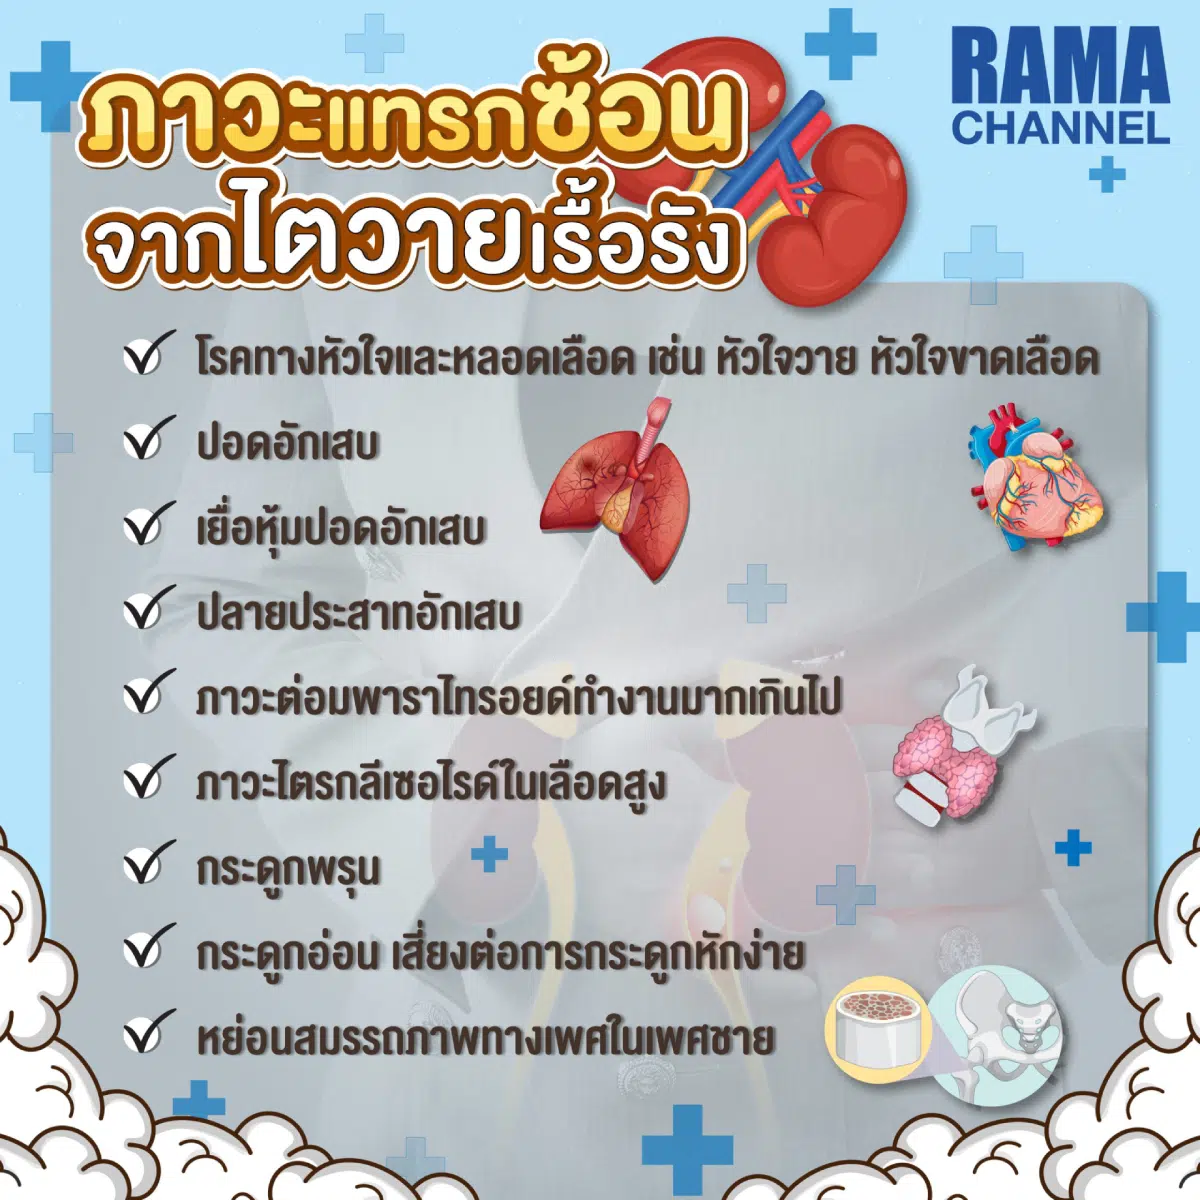 ภาวะแทรกซ้อน
จากไตวายเรื้อรัง
RAMA
CHANNEL
โรคทางหัวใจและหลอดเลือด เช่น หัวใจวาย หัวใจขาดเลือด
ปอดอักเสบ
เยื่อหุ้มปอดอักเสบ
ปลายประสาทอักเสบ
ภาวะต่อมพาราไทรอยด์ทำงานมากเกินไป
ภาวะไตรกลีเซอไรด์ในเลือดสูง
กระดูกพรุน
กระดูกอ่อน เสี่ยงต่อการกระดูกหักง่าย
หย่อนสมรรถภาพทางเพศในเพศชาย